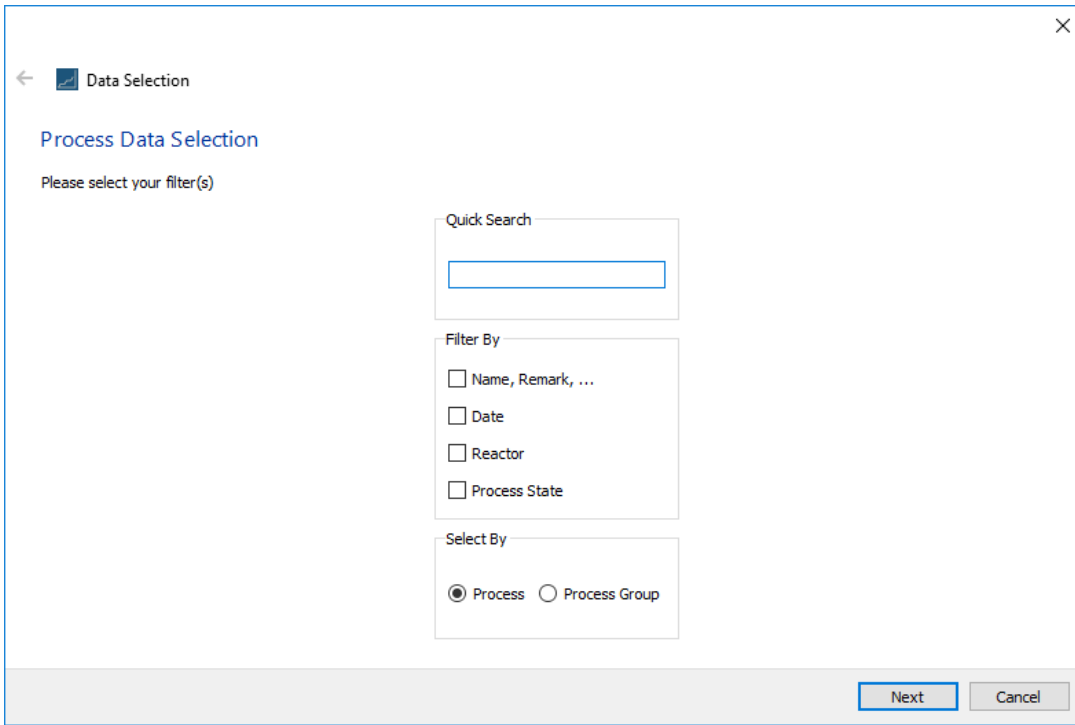 Data Selection
Process Data Selection
Please select your filter(s)
Quick Search
Filter By
Name, Remark, ...
Date
Reactor
Process State
Select By
Process Process Group
Next Cancel